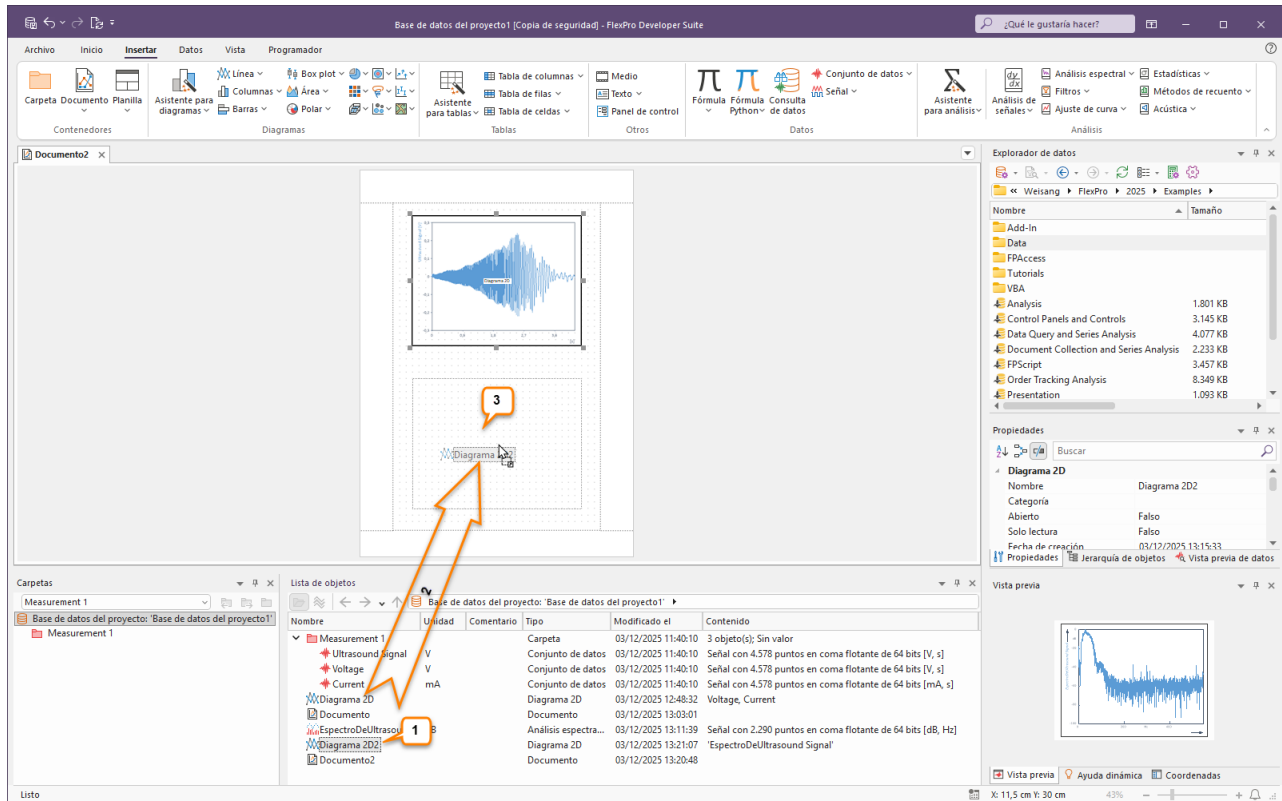 Base de datos del proyecto1 [Copia de seguridad] - FlexPro Developer Suite
¿Qué le gustaría hacer?
Archivo Inicio Insertar Datos Vista Programador
Carpeta Documento Planilla
Contenedores
Asistente para diagramas
Línea Box plot
Columnas Área
Barras Polar
Diagramas
Asistente para tablas
Tabla de columnas
Tabla de filas
Tabla de celdas
Tablas
Medio
Texto
Panel de control
Otros
Fórmula Fórmula Python Consulta de datos
Conjunto de datos
Señal
Datos
Asistente para análisis
Análisis de señales
Análisis espectral Estadísticas
Filtros Métodos de recuento
Ajuste de curva Acústica
Análisis
Documento2
Diagrama 2D
3
Diagrama 2D2
Explorador de datos
« Weisang FlexPro 2025 Examples
Nombre Tamaño
Add-In
Data
FPAccess
Tutorials
VBA
Analysis 1.801 KB
Control Panels and Controls 3.145 KB
Data Query and Series Analysis 4.077 KB
Document Collection and Series Analysis 2.233 KB
FPScript 3.457 KB
Order Tracking Analysis 8.349 KB
Presentation 1.093 KB
Propiedades
Buscar
Diagrama 2D
Nombre Diagrama 2D2
Categoría
Abierto Falso
Solo lectura Falso
Fecha de creación 03/12/2025 13:15:33
Propiedades Jerarquía de objetos Vista previa de datos
Carpetas
Measurement 1
Base de datos del proyecto: 'Base de datos del proyecto1'
Measurement 1
Lista de objetos
2
Base de datos del proyecto: 'Base de datos del proyecto1'
Nombre Unidad Comentario Tipo Modificado el Contenido
Measurement 1 Carpeta 03/12/2025 11:40:10 3 objeto(s); Sin valor
Ultrasound Signal V Conjunto de datos 03/12/2025 11:40:10 Señal con 4.578 puntos en coma flotante de 64 bits [V, s]
Voltage V Conjunto de datos 03/12/2025 11:40:10 Señal con 4.578 puntos en coma flotante de 64 bits [V, s]
Current mA Conjunto de datos 03/12/2025 11:40:10 Señal con 4.578 puntos en coma flotante de 64 bits [mA, s]
Diagrama 2D Diagrama 2D 03/12/2025 12:48:32 Voltage, Current
Documento Documento 03/12/2025 13:03:01
EspectroDeUltrasou B Análisis espectra... 03/12/2025 13:11:39 Señal con 2.290 puntos en coma flotante de 64 bits [dB, Hz]
1
Diagrama 2D2 Diagrama 2D 03/12/2025 13:21:07 'EspectroDeUltrasound Signal'
Documento2 Documento 03/12/2025 13:20:48
Vista previa
Vista previa Ayuda dinámica Coordenadas
Listo
X: 11,5 cm Y: 30 cm 43%